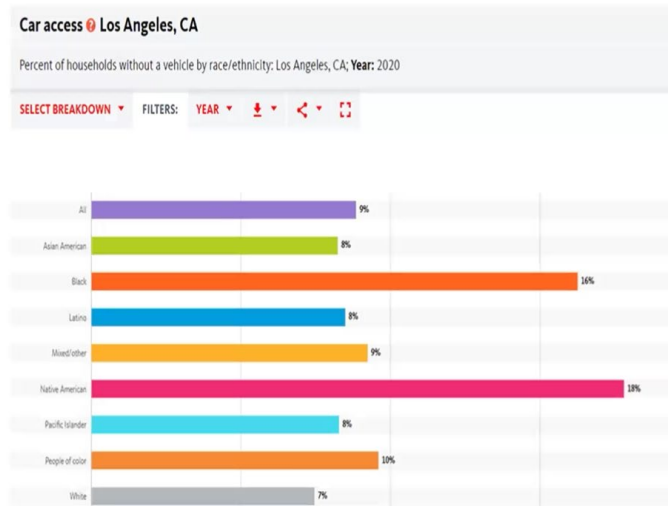 Car access ? Los Angeles, CA
Percent of households without a vehicle by race/ethnicity: Los Angeles, CA; Year: 2020
SELECT BREAKDOWN FILTERS: YEAR
All 9%
Asian American 8%
Black 16%
Latino 8%
Mixed/other 9%
Native American 18%
Pacific Islander 8%
People of color 10%
White 7%